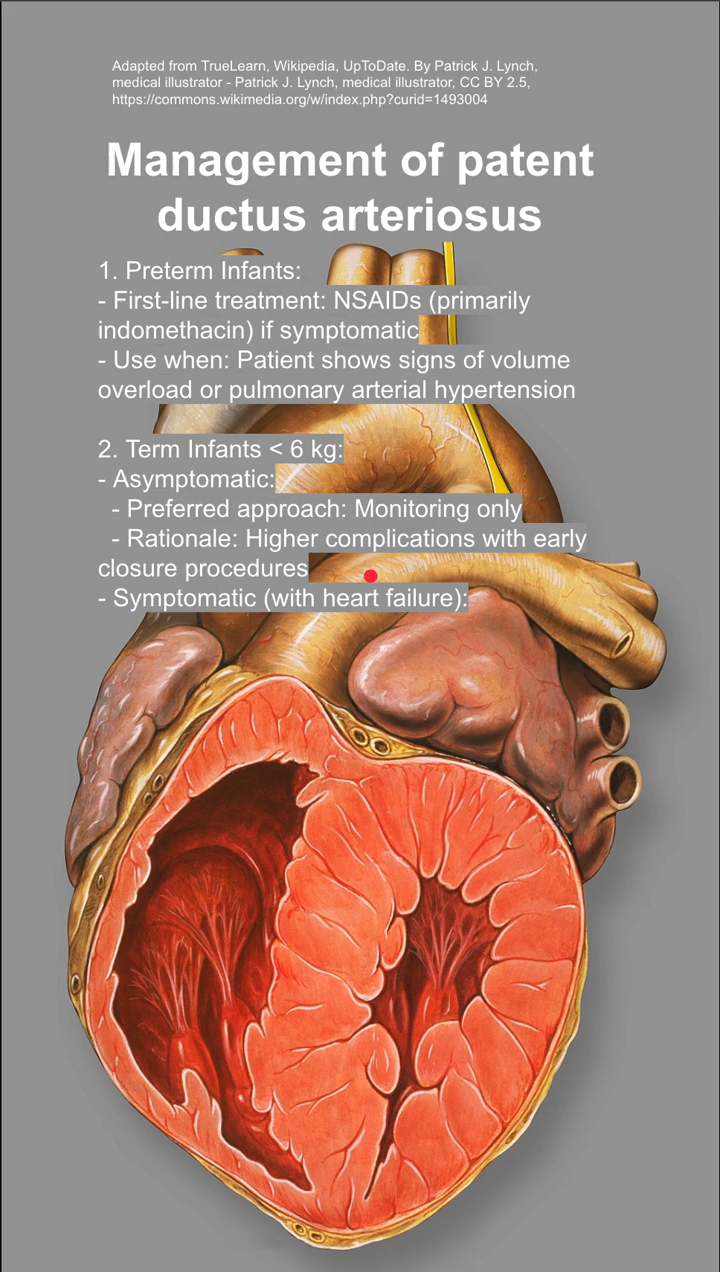 Adapted from TrueLearn, Wikipedia, UpToDate. By Patrick J. Lynch,
medical illustrator - Patrick J. Lynch, medical illustrator, CC BY 2.5,
https://commons.wikimedia.org/w/index.php?curid=1493004
Management of patent
ductus arteriosus
1. Preterm Infants:
- First-line treatment: NSAIDs (primarily
indomethacin) if symptomatic
- Use when: Patient shows signs of volume
overload or pulmonary arterial hypertension
2. Term Infants < 6 kg:
- Asymptomatic:
- Preferred approach: Monitoring only
- Rationale: Higher complications with early
closure procedures
- Symptomatic (with heart failure):